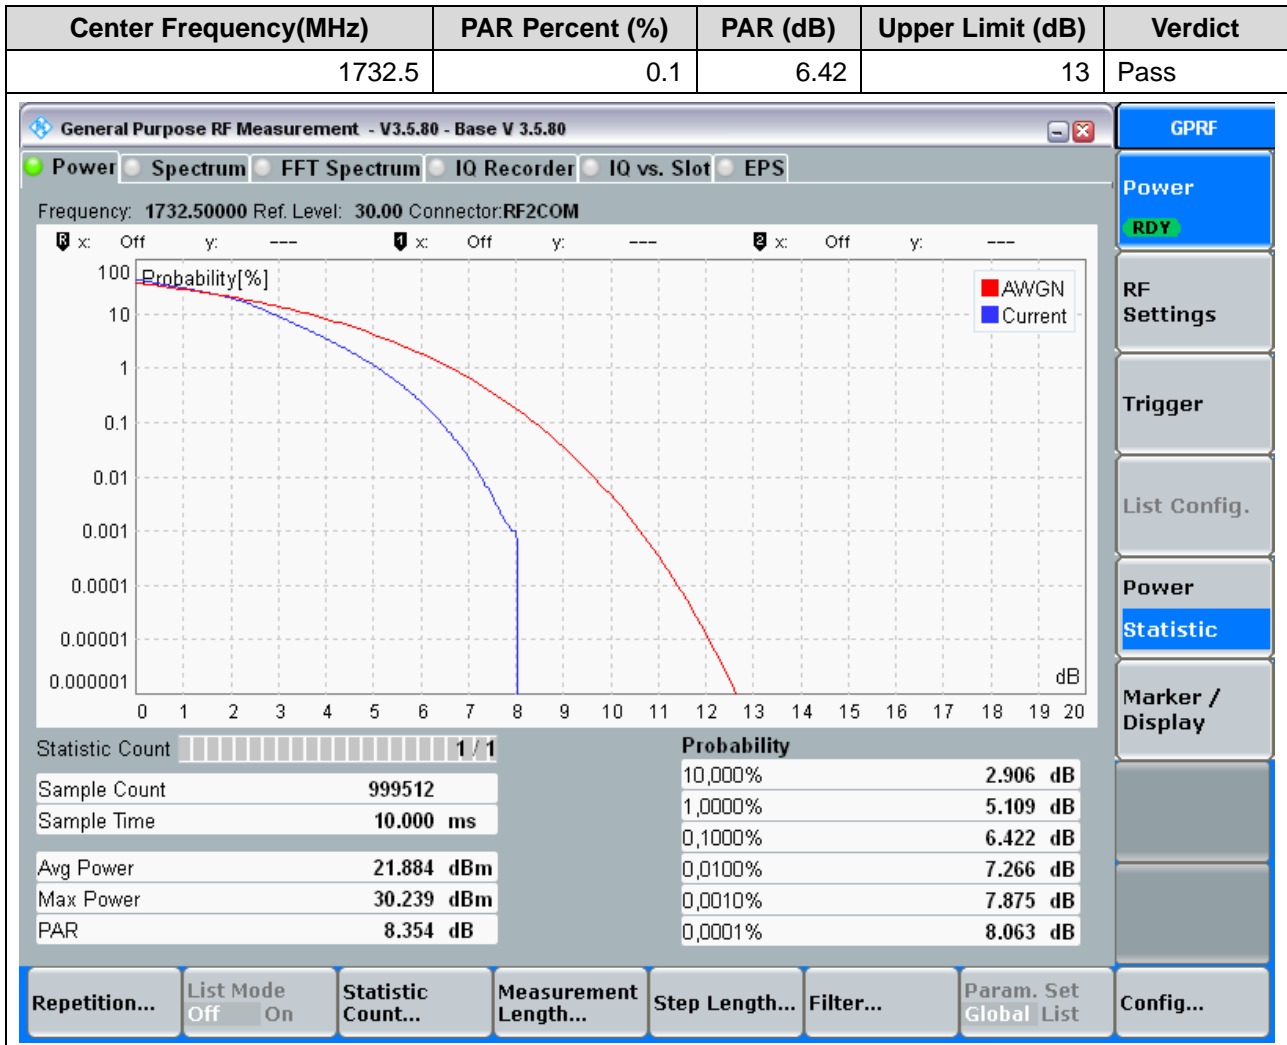 Center Frequency(MHz) PAR Percent (%) PAR (dB) Upper Limit (dB) Verdict
1732.5 0.1 6.42 13 Pass
General Purpose RF Measurement - V3.5.80 - Base V 3.5.80
GPRF
Power Spectrum FFT Spectrum IQ Recorder IQ vs. Slot EPS
Frequency: 1732.50000 Ref. Level: 30.00 Connector:RF2COM
R x: Off y: --- 1 x: Off y: --- 2 x: Off y: ---
Probability[%]
AWGN
Current
100
10
1
0.1
0.01
0.001
0.0001
0.00001
0.000001
dB
0 1 2 3 4 5 6 7 8 9 10 11 12 13 14 15 16 17 18 19 20
Statistic Count 1 / 1
Sample Count 999512
Sample Time 10.000 ms
Avg Power 21.884 dBm
Max Power 30.239 dBm
PAR 8.354 dB
Probability
10,000% 2.906 dB
1,0000% 5.109 dB
0,1000% 6.422 dB
0,0100% 7.266 dB
0,0010% 7.875 dB
0,0001% 8.063 dB
Power
RDY
RF
Settings
Trigger
List Config.
Power
Statistic
Marker /
Display
Repetition...
List Mode
Off On
Statistic
Count...
Measurement
Length...
Step Length...
Filter...
Param. Set
Global List
Config...